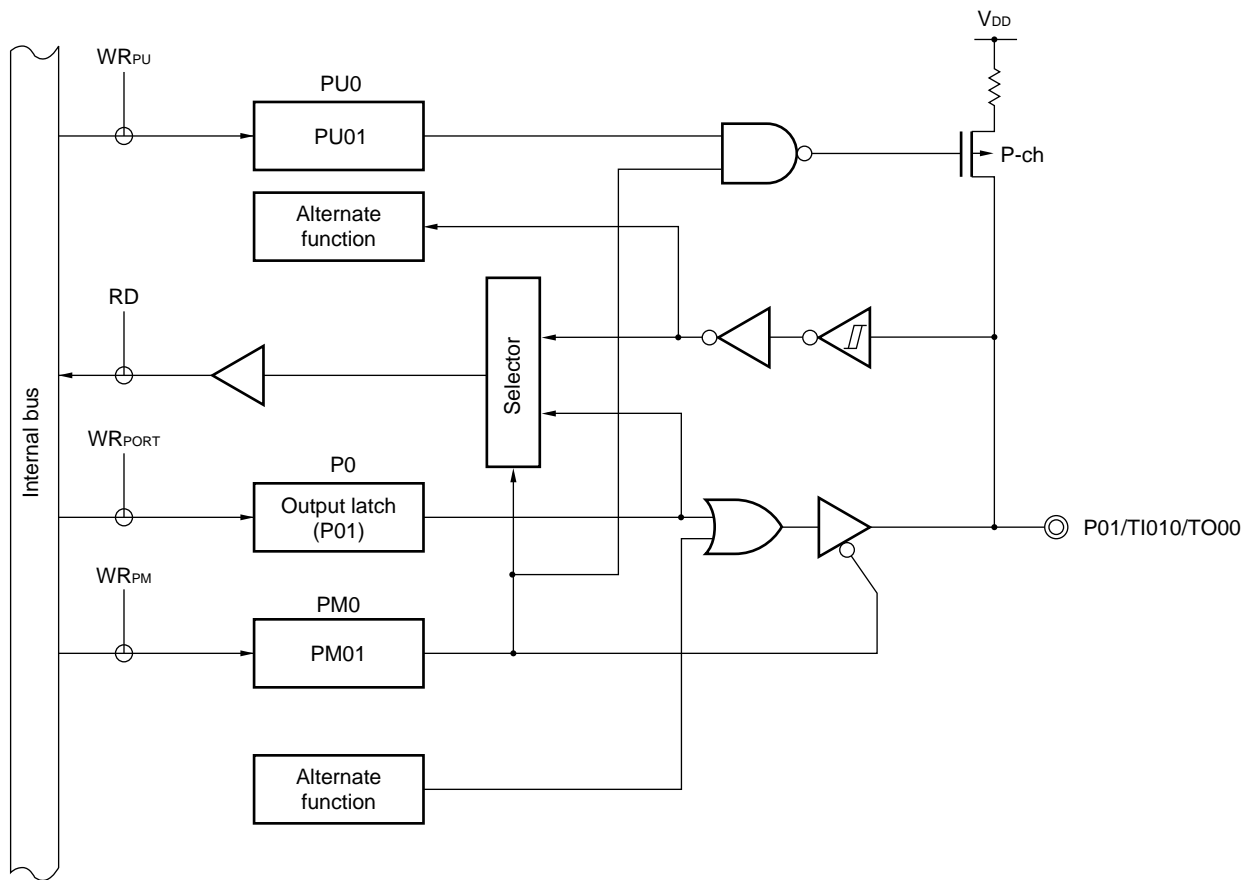 VDD
WRPU
PU0
PU01
P-ch
Alternate
function
RD
Selector
Internal bus
WRPORT
P0
Output latch
(P01)
P01/TI010/TO00
WRPM
PM0
PM01
Alternate
function